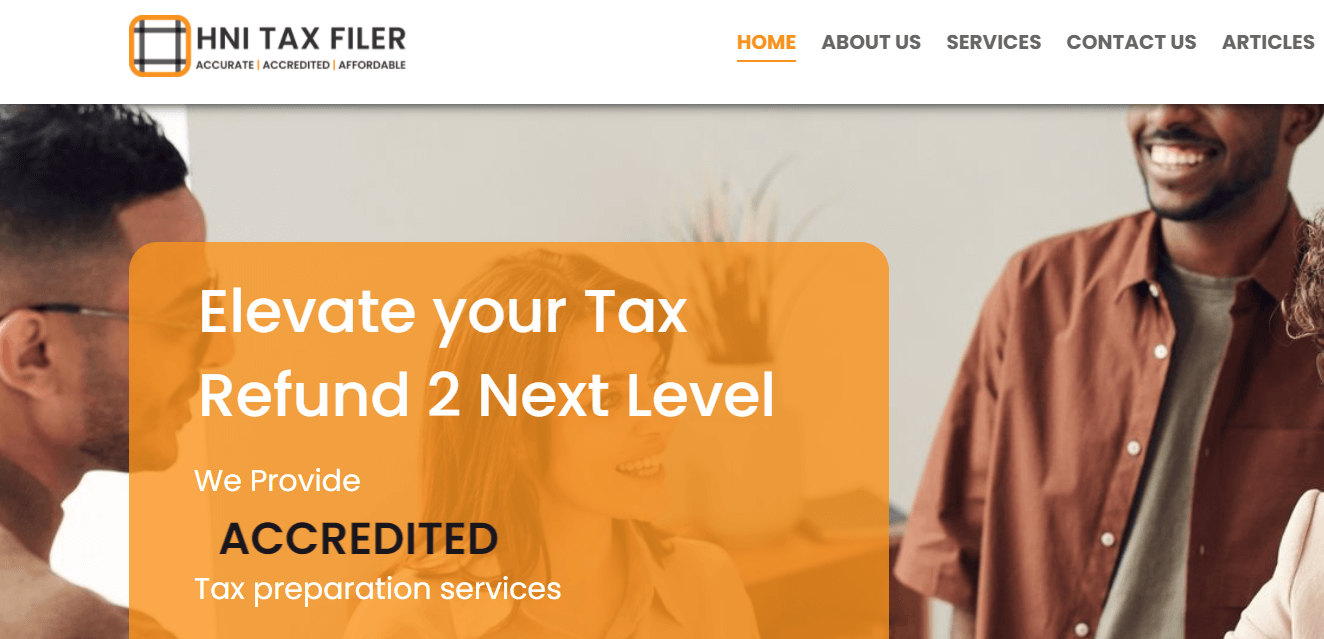 HNI TAX FILER
ACCURATE | ACCREDITED | AFFORDABLE
HOME ABOUT US SERVICES CONTACT US ARTICLES
Elevate your Tax
Refund 2 Next Level
We Provide
ACCREDITED
Tax preparation services